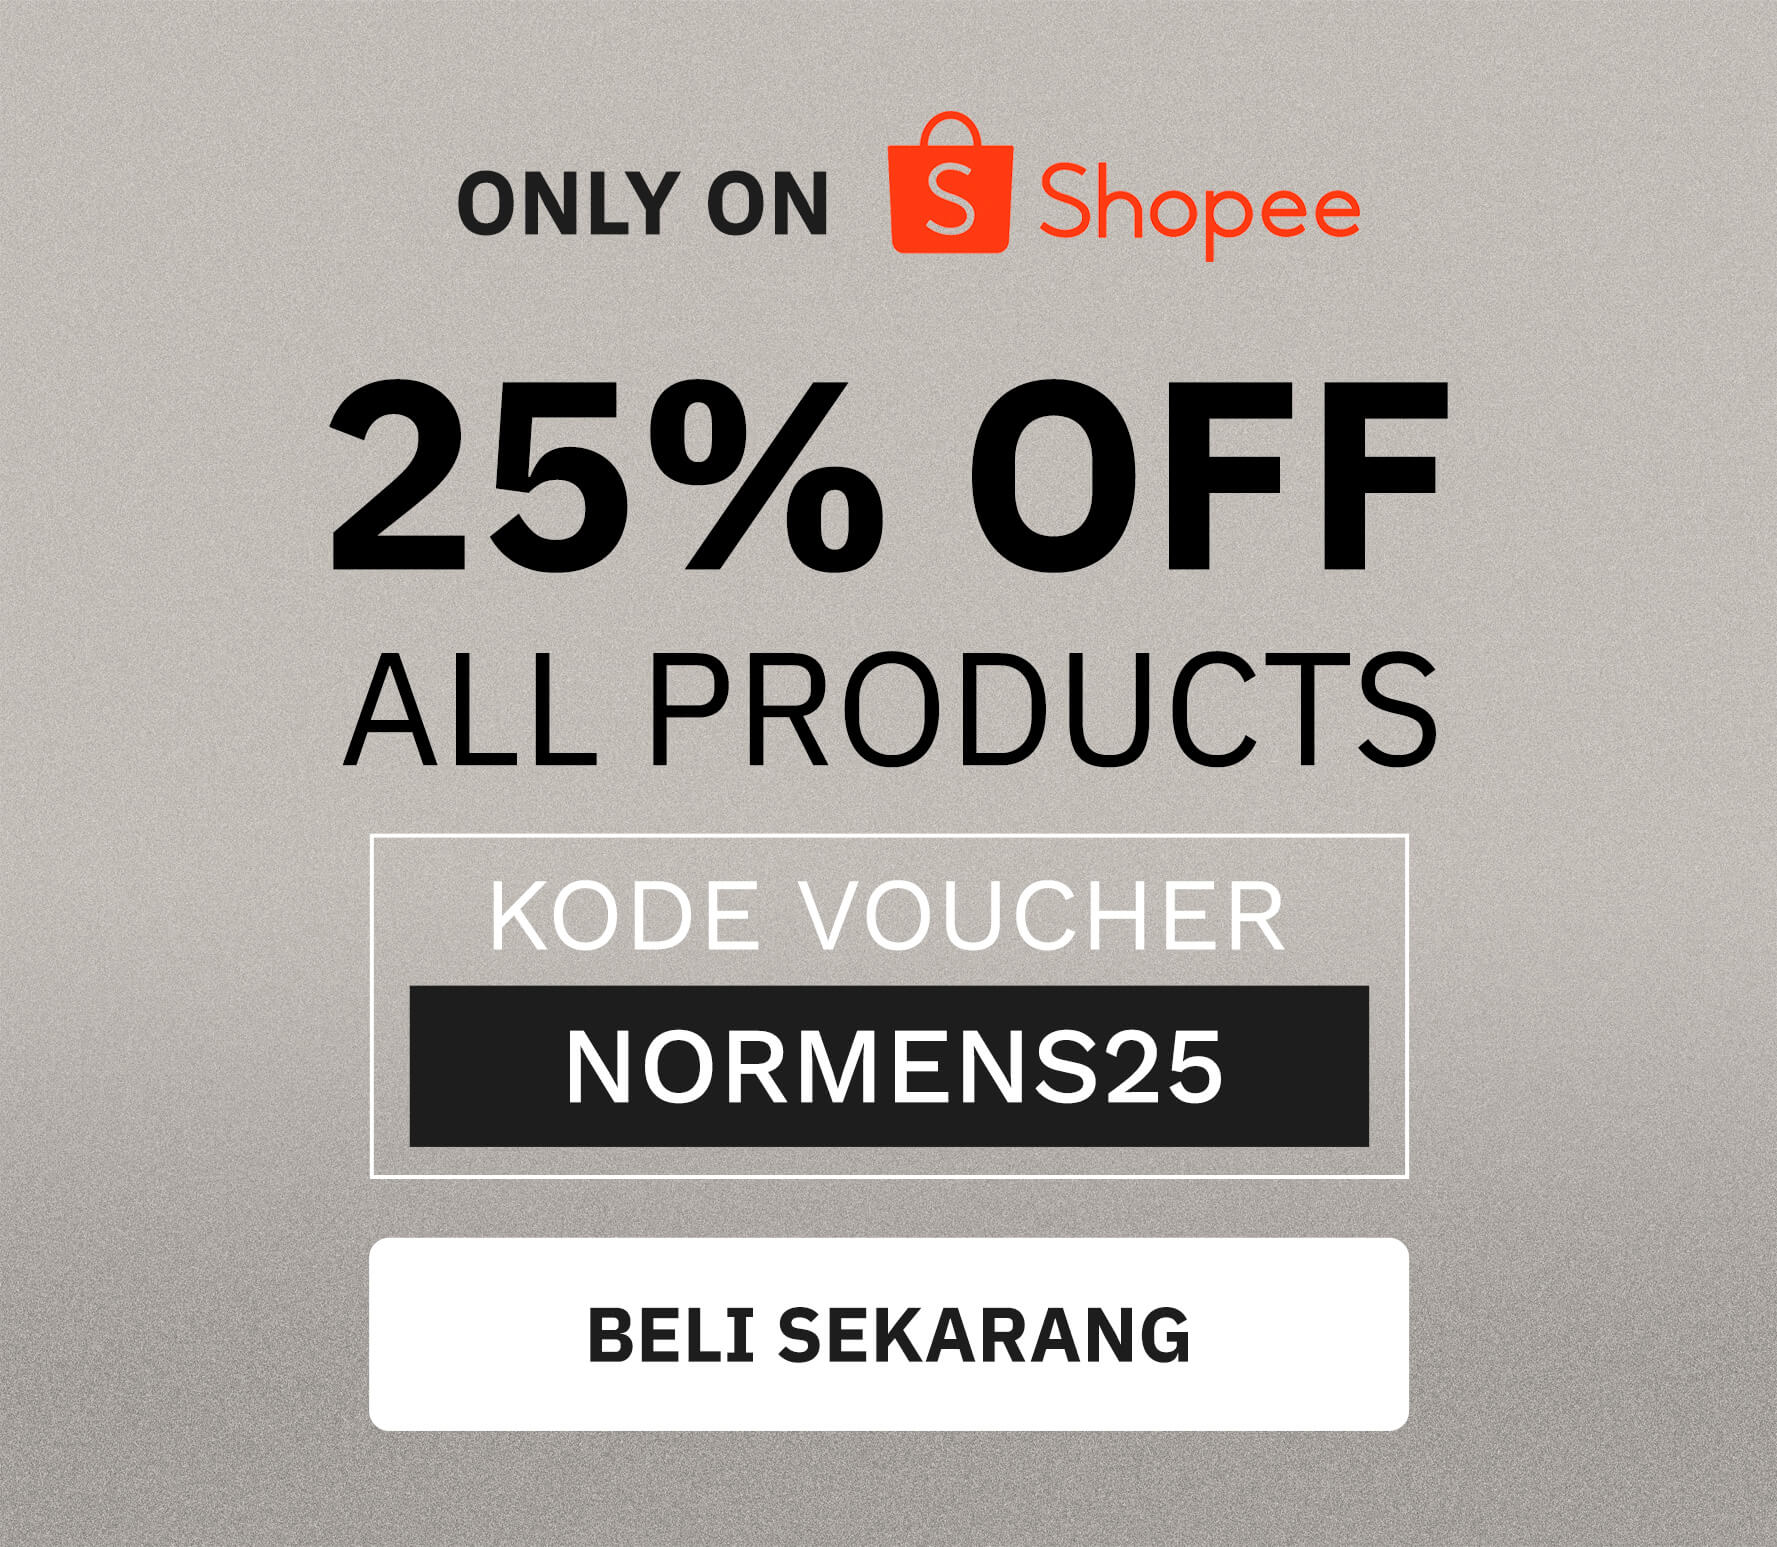 ONLY ON S Shopee
25% OFF
ALL PRODUCTS
KODE VOUCHER
NORMENS25
BELI SEKARANG